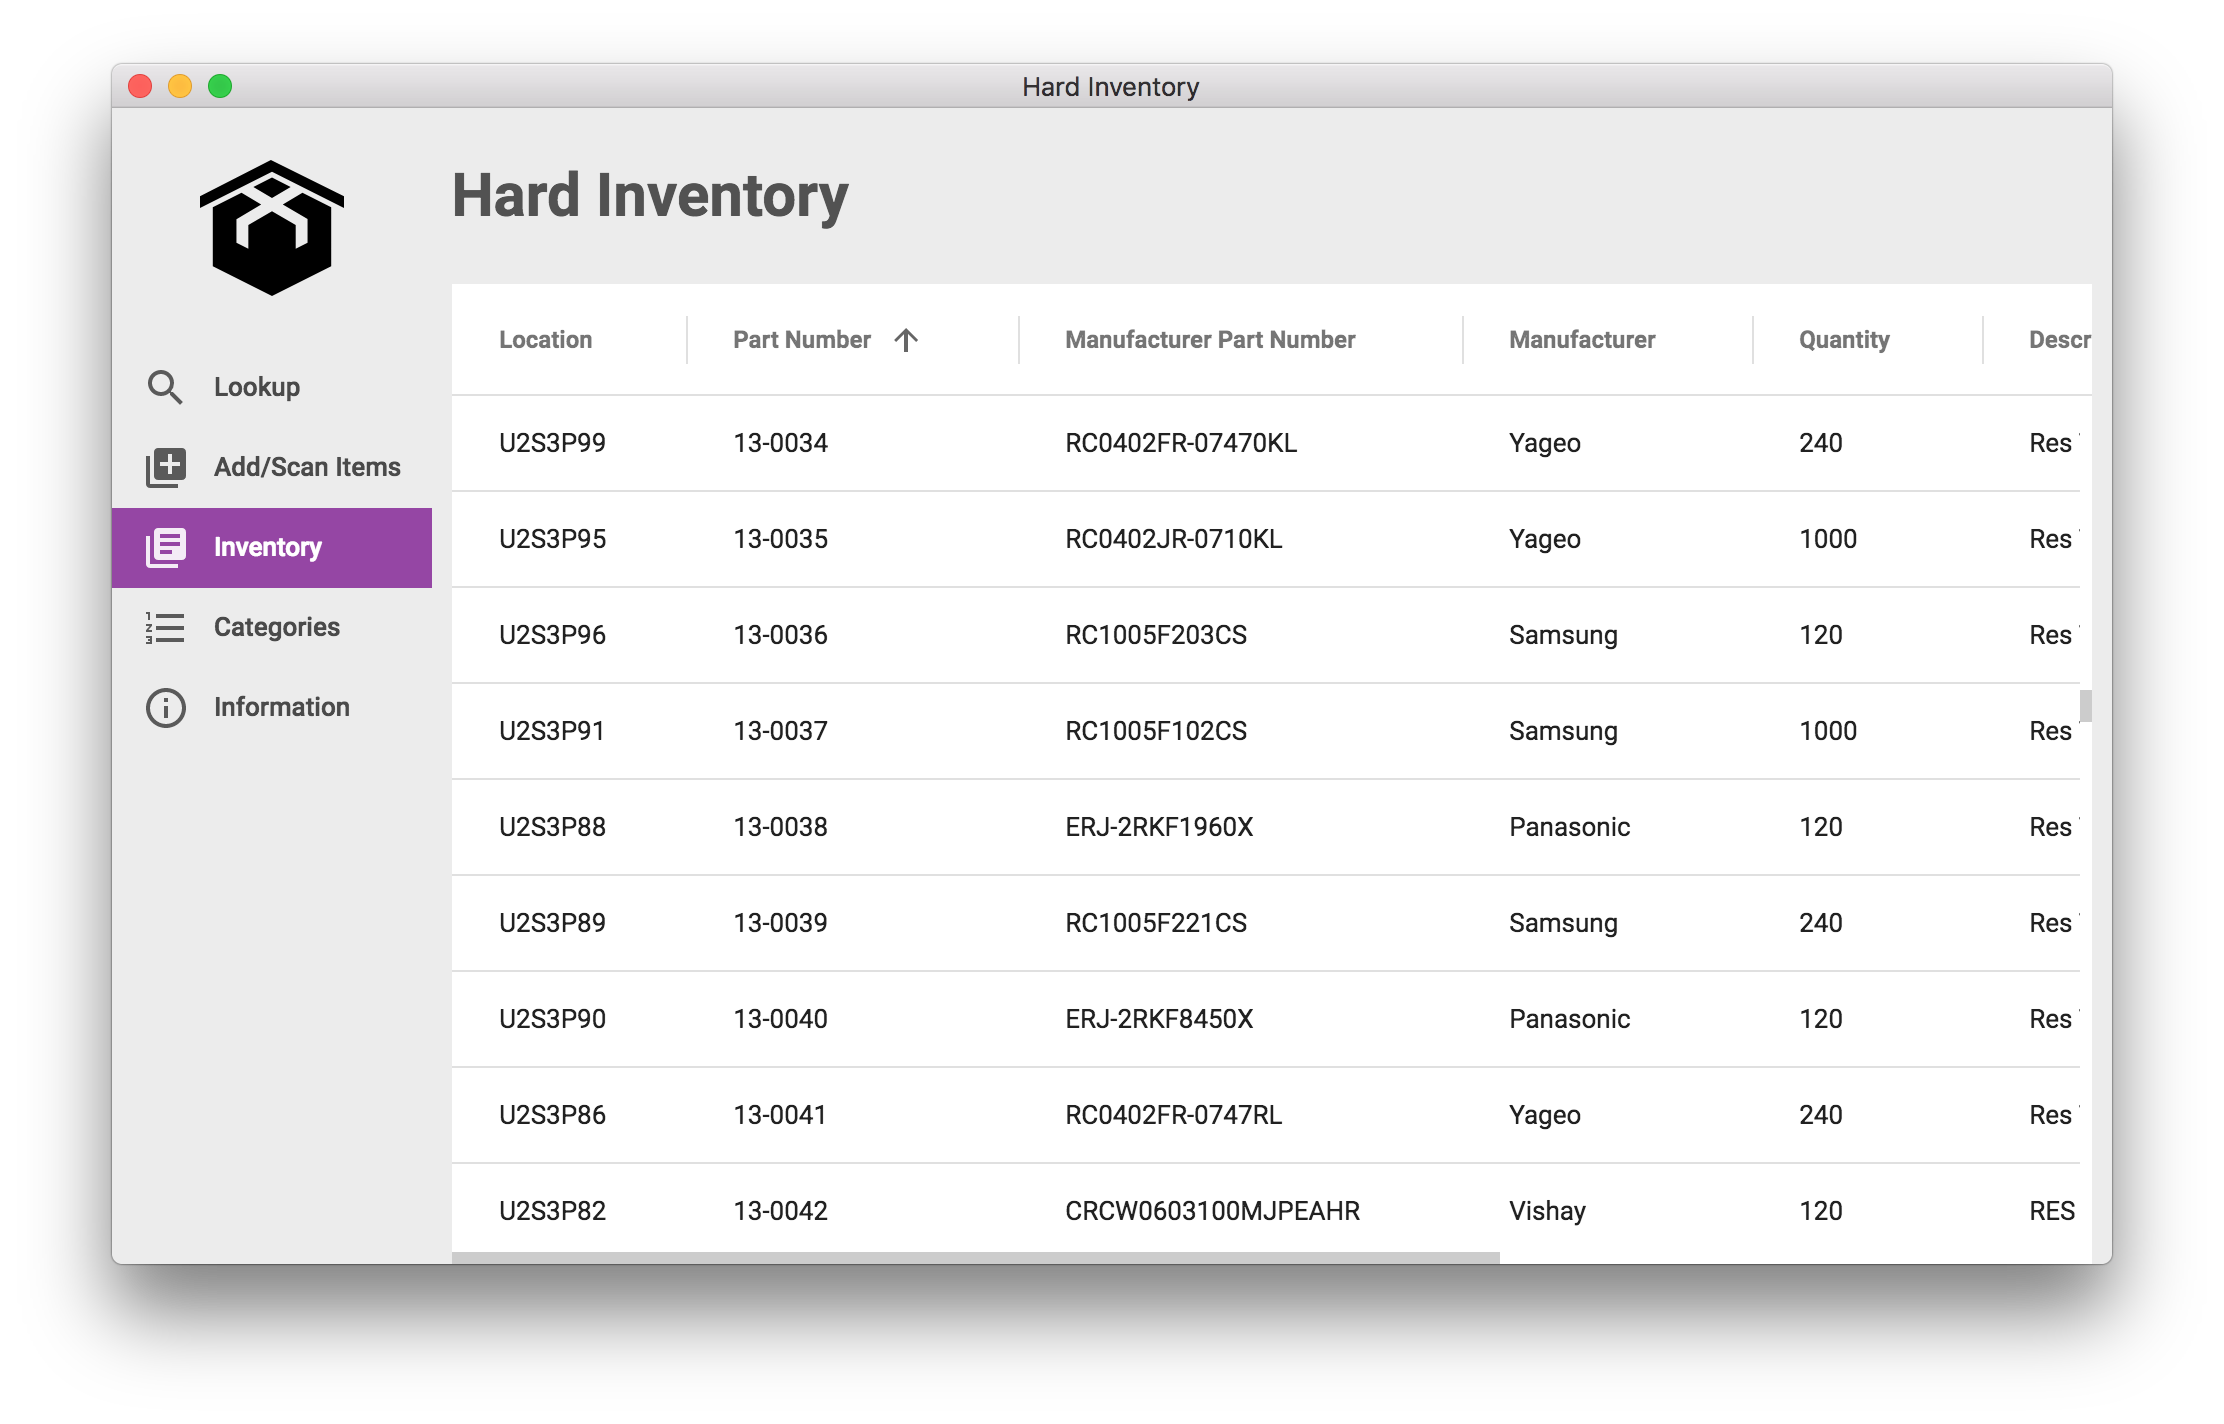 Hard Inventory
Hard Inventory
Lookup
Add/Scan Items
Inventory
Categories
Information
Location Part Number Manufacturer Part Number Manufacturer Quantity Descr
U2S3P99 13-0034 RC0402FR-07470KL Yageo 240 Res
U2S3P95 13-0035 RC0402JR-0710KL Yageo 1000 Res
U2S3P96 13-0036 RC1005F203CS Samsung 120 Res
U2S3P91 13-0037 RC1005F102CS Samsung 1000 Res
U2S3P88 13-0038 ERJ-2RKF1960X Panasonic 120 Res
U2S3P89 13-0039 RC1005F221CS Samsung 240 Res
U2S3P90 13-0040 ERJ-2RKF8450X Panasonic 120 Res
U2S3P86 13-0041 RC0402FR-0747RL Yageo 240 Res
U2S3P82 13-0042 CRCW0603100MJPEAHR Vishay 120 RES